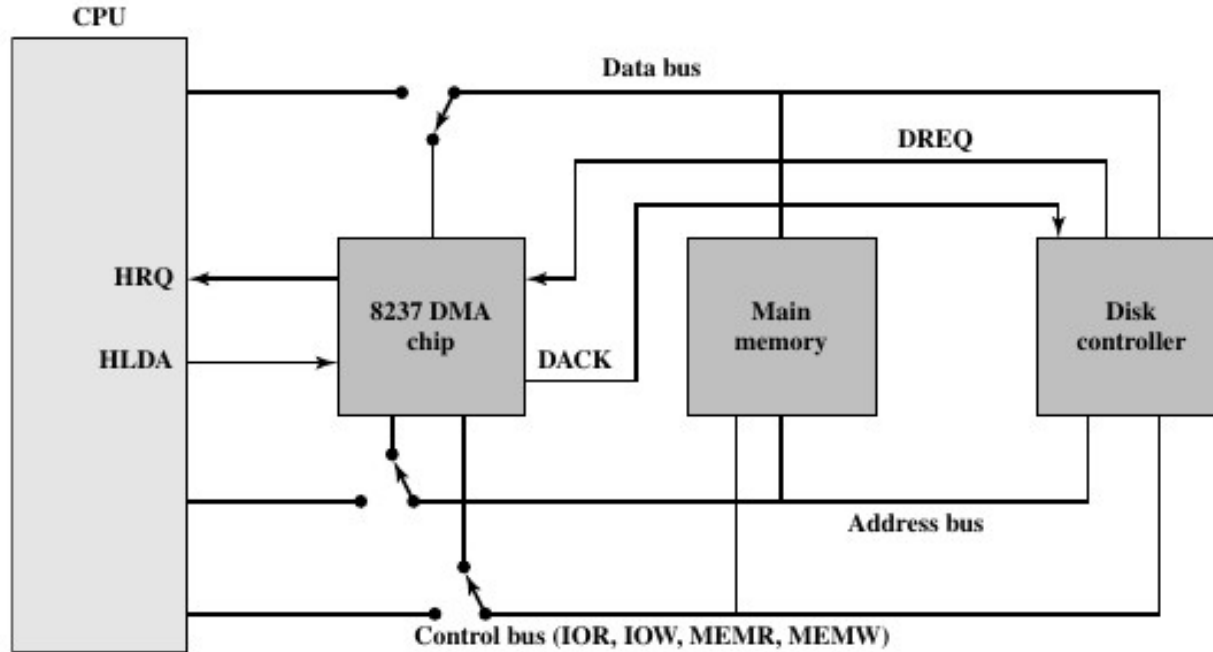 CPU
Data bus
DREQ
HRQ
8237 DMA
chip
Main
memory
Disk
controller
HLDA
DACK
Address bus
Control bus (IOR, IOW, MEMR, MEMW)